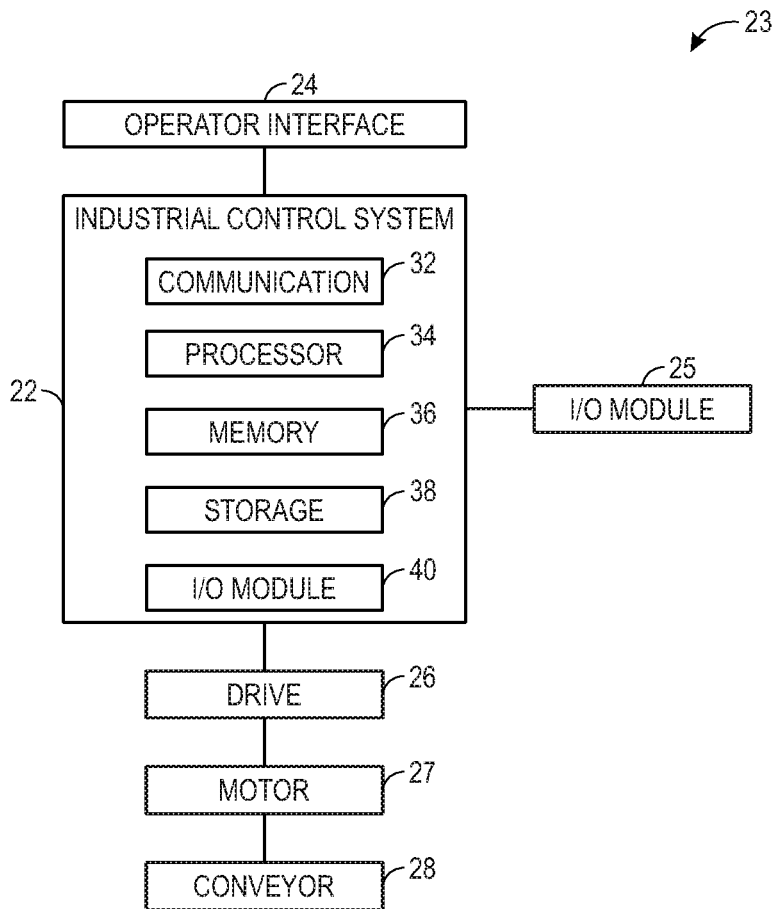 23
24
OPERATOR INTERFACE
INDUSTRIAL CONTROL SYSTEM
COMMUNICATION 32
PROCESSOR 34
22
MEMORY 36
25
I/O MODULE
STORAGE 38
I/O MODULE 40
DRIVE 26
MOTOR 27
CONVEYOR 28